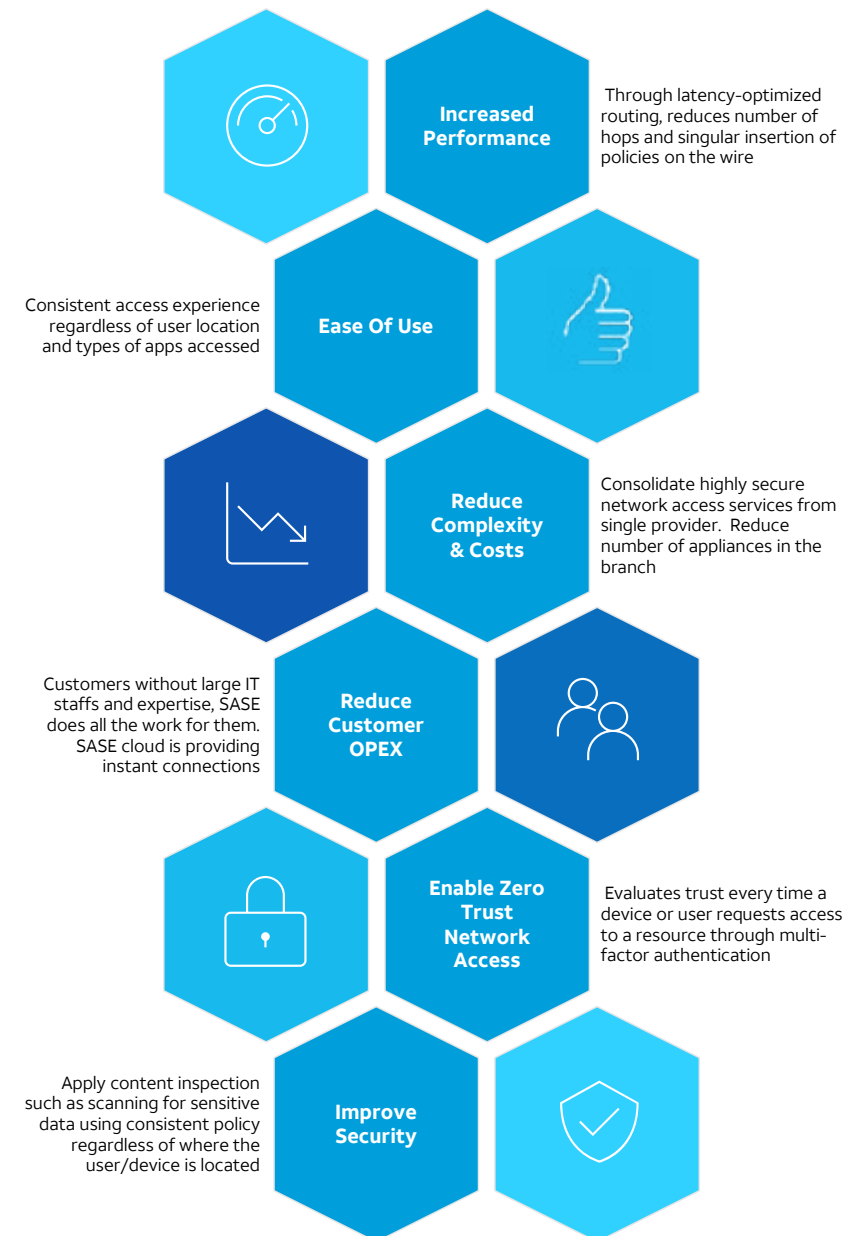 Increased
Performance
Through latency-optimized
routing, reduces number of
hops and singular insertion of
policies on the wire
Consistent access experience
regardless of user location
and types of apps accessed
Ease Of Use
Reduce
Complexity
& Costs
Consolidate highly secure
network access services from
single provider.  Reduce
number of appliances in the
branch
Customers without large IT
staffs and expertise, SASE
does all the work for them.
SASE cloud is providing
instant connections
Reduce
Customer
OPEX
Enable Zero
Trust
Network
Access
Evaluates trust every time a
device or user requests access
to a resource through multi-
factor authentication
Apply content inspection
such as scanning for sensitive
data using consistent policy
regardless of where the
user/device is located
Improve
Security